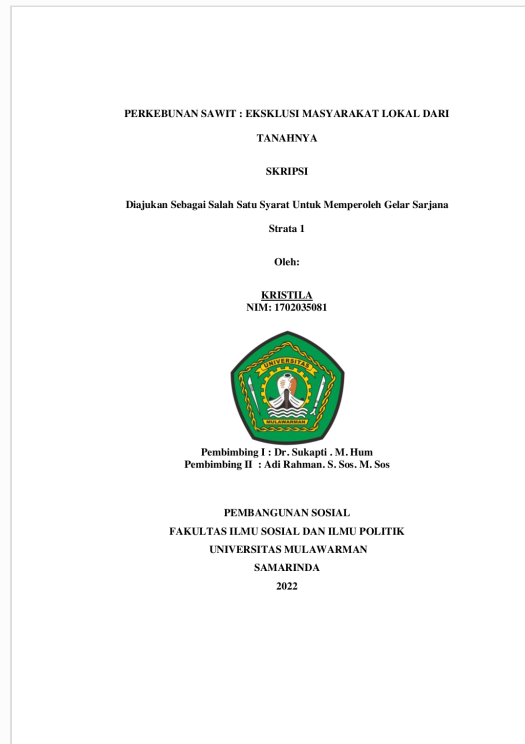 PERKEBUNAN SAWIT : EKSKLUSI MASYARAKAT LOKAL DARI
TANAHNYA
SKRIPSI
Diajukan Sebagai Salah Satu Syarat Untuk Memperoleh Gelar Sarjana
Strata 1
Oleh:
KRISTILA
NIM: 1702035081
UNIVERSITAS
MULAWARMAN
Pembimbing I : Dr. Sukapti . M. Hum
Pembimbing II : Adi Rahman. S. Sos. M. Sos
PEMBANGUNAN SOSIAL
FAKULTAS ILMU SOSIAL DAN ILMU POLITIK
UNIVERSITAS MULAWARMAN
SAMARINDA
2022